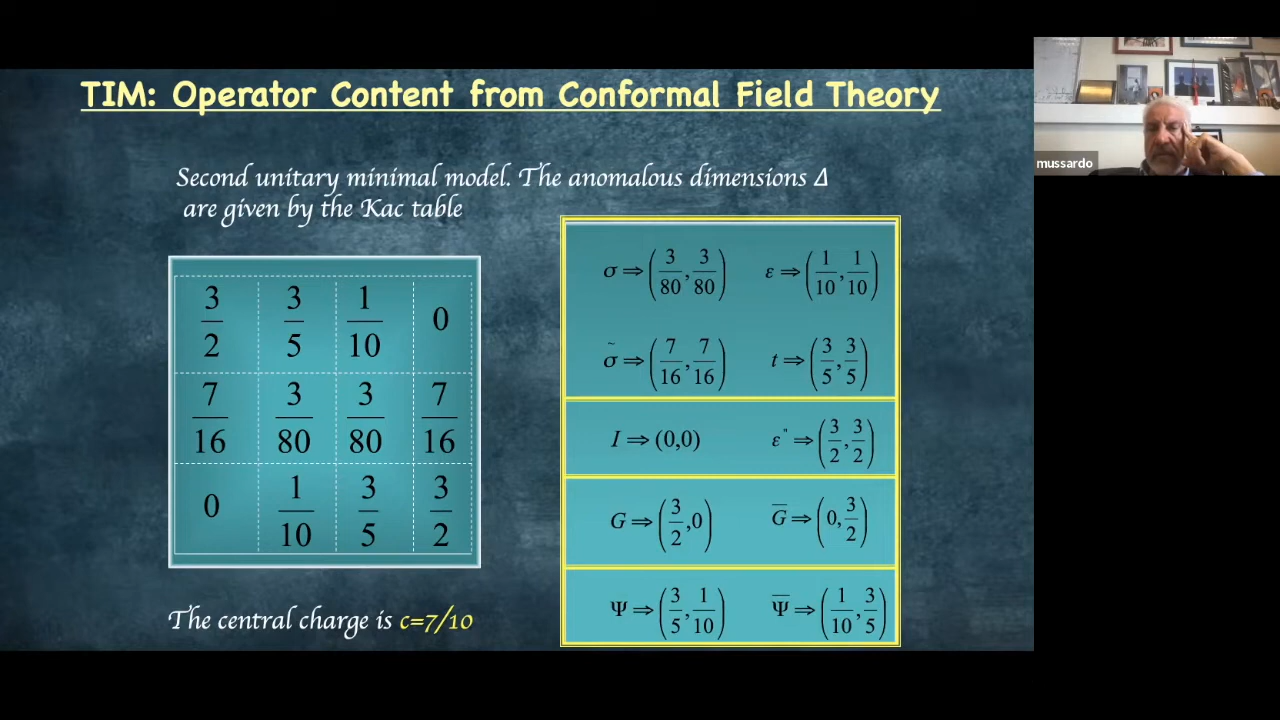 TIM: Operator Content from Conformal Field Theory
Second unitary minimal model. The anomalous dimensions Δ
are given by the Kac table
3/2 3/5 1/10 0
7/16 3/80 3/80 7/16
0 1/10 3/5 3/2
The central charge is c=7/10
σ ⇒ (3/80, 3/80) ε ⇒ (1/10, 1/10)
σ̃ ⇒ (7/16, 7/16) t ⇒ (3/5, 3/5)
I ⇒ (0,0) ε" ⇒ (3/2, 3/2)
G ⇒ (3/2, 0) G̅ ⇒ (0, 3/2)
Ψ ⇒ (3/5, 1/10) Ψ̅ ⇒ (1/10, 3/5)
mussardo